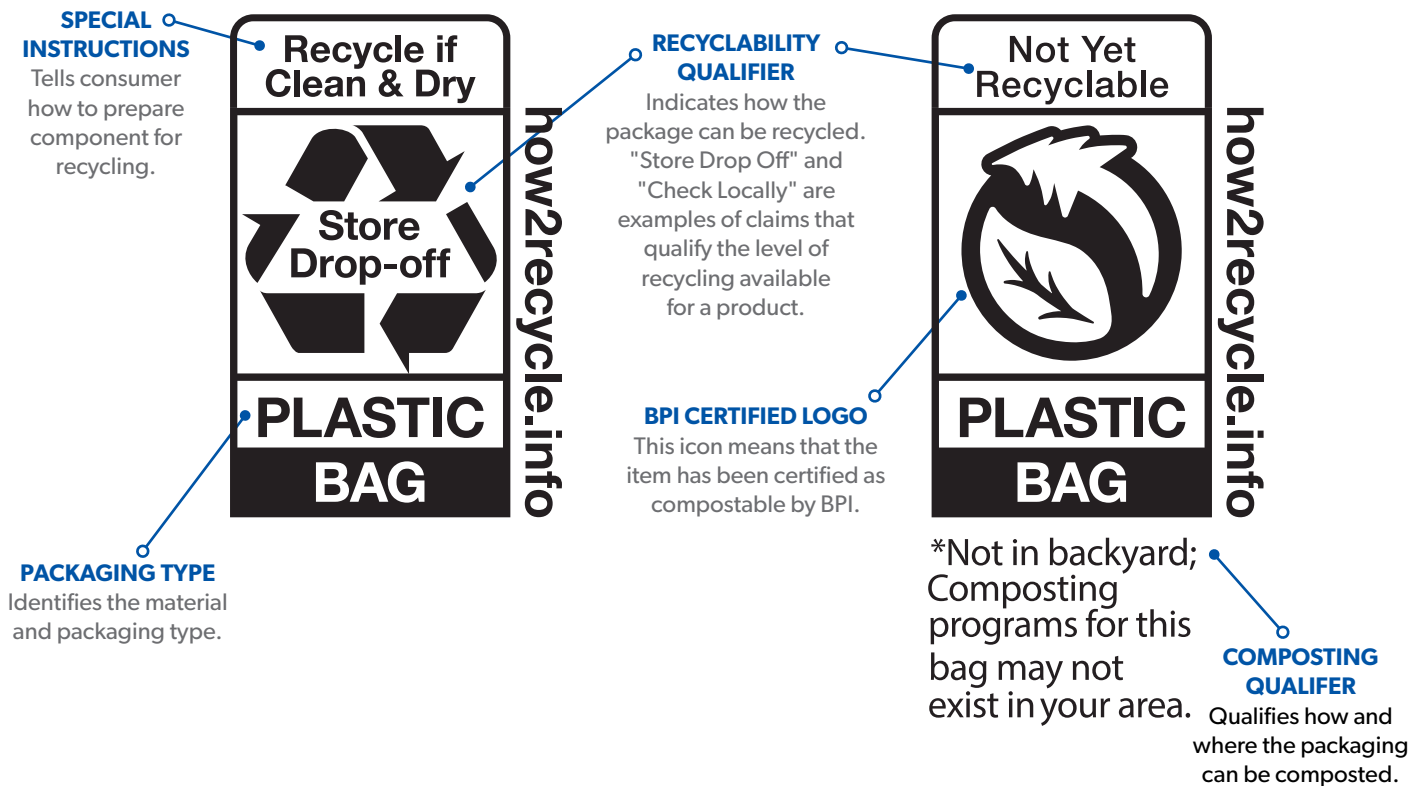 SPECIAL
INSTRUCTIONS
Tells consumer
how to prepare
component for
recycling.
Recycle if
Clean & Dry
Store
Drop-off
PLASTIC
BAG
how2recycle.info
PACKAGING TYPE
Identifies the material
and packaging type.
RECYCLABILITY
QUALIFIER
Indicates how the
package can be recycled.
"Store Drop Off" and
"Check Locally" are
examples of claims that
qualify the level of
recycling available
for a product.
BPI CERTIFIED LOGO
This icon means that the
item has been certified as
compostable by BPI.
Not Yet
Recyclable
PLASTIC
BAG
how2recycle.info
*Not in backyard;
Composting
programs for this
bag may not
exist in your area.
COMPOSTING
QUALIFER
Qualifies how and
where the packaging
can be composted.